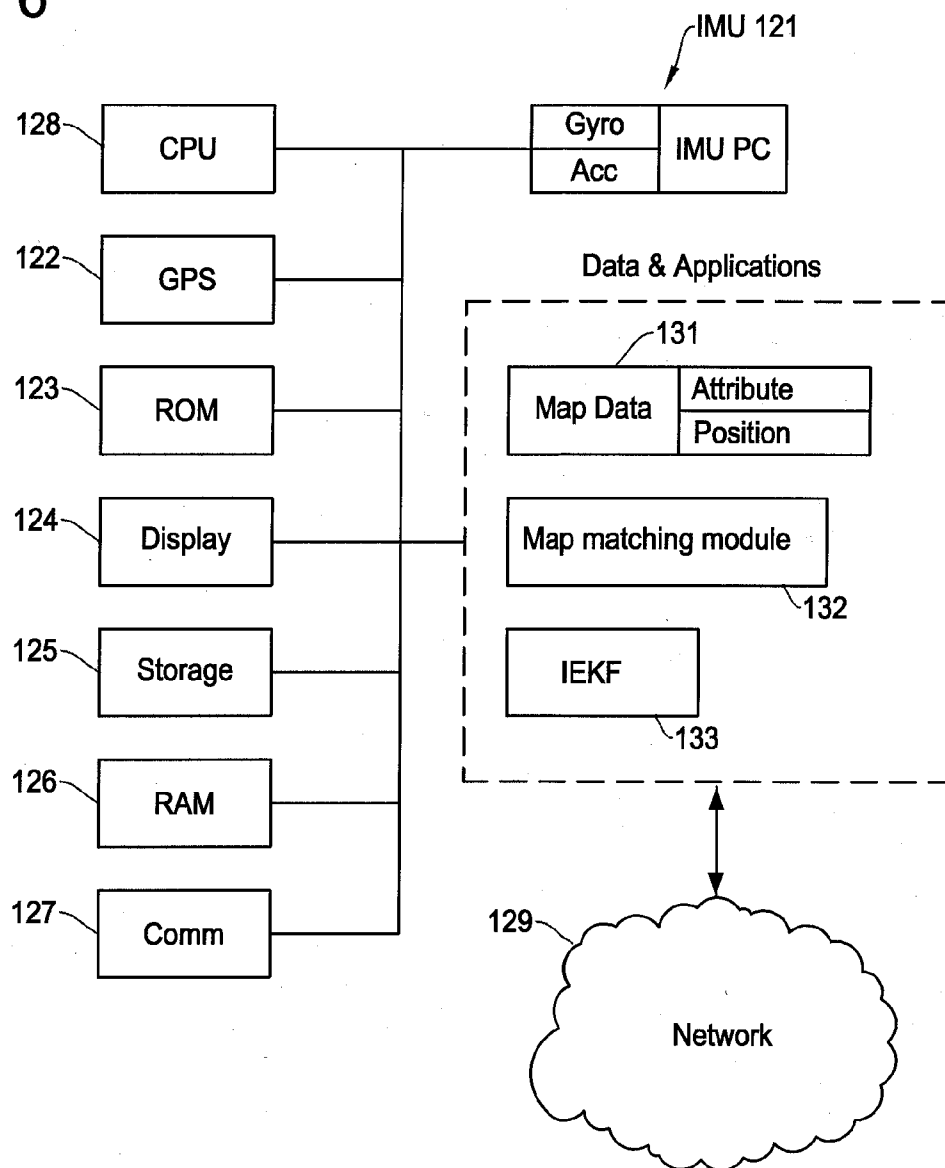 6
IMU 121
128
CPU
Gyro
Acc
IMU PC
122
GPS
Data & Applications
123
ROM
131
Map Data
Attribute
Position
124
Display
Map matching module
132
125
Storage
IEKF
133
126
RAM
127
Comm
129
Network